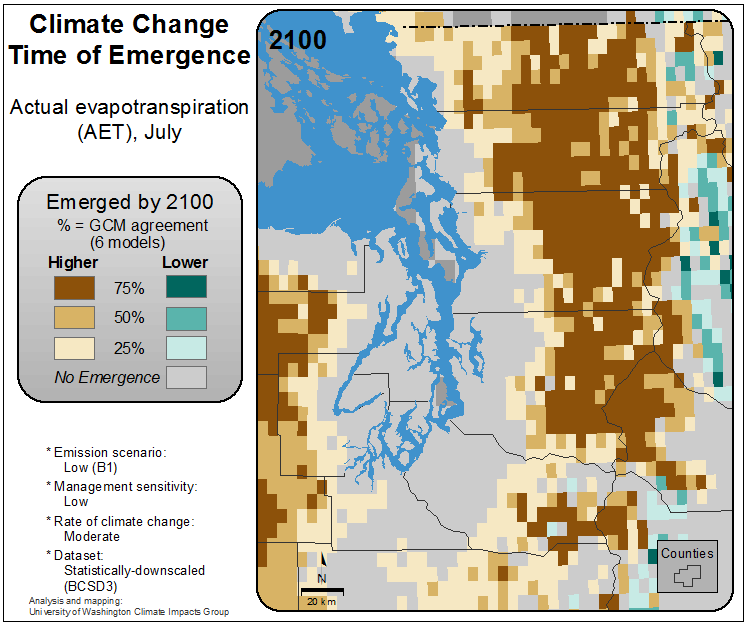 Climate Change
Time of Emergence
Actual evapotranspiration
(AET), July
Emerged by 2100
% = GCM agreement
(6 models)
Higher Lower
75%
50%
25%
No Emergence
* Emission scenario:
Low (B1)
* Management sensitivity:
Low
* Rate of climate change:
Moderate
* Dataset:
Statistically-downscaled
(BCSD3)
Analysis and mapping:
University of Washington Climate Impacts Group
2100
N
20 km
Counties